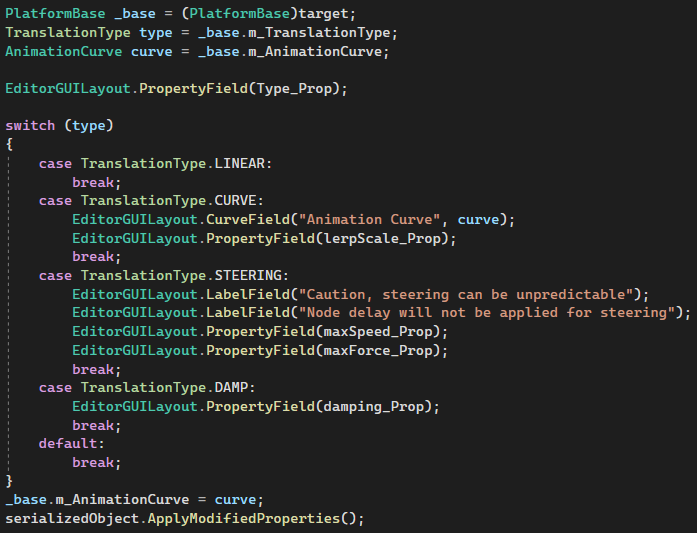 PlatformBase _base = (PlatformBase)target;
TranslationType type = _base.m_TranslationType;
AnimationCurve curve = _base.m_AnimationCurve;
EditorGUILayout.PropertyField(Type_Prop);
switch (type)
{
case TranslationType.LINEAR:
break;
case TranslationType.CURVE:
EditorGUILayout.CurveField("Animation Curve", curve);
EditorGUILayout.PropertyField(lerpScale_Prop);
break;
case TranslationType.STEERING:
EditorGUILayout.LabelField("Caution, steering can be unpredictable");
EditorGUILayout.LabelField("Node delay will not be applied for steering");
EditorGUILayout.PropertyField(maxSpeed_Prop);
EditorGUILayout.PropertyField(maxForce_Prop);
break;
case TranslationType.DAMP:
EditorGUILayout.PropertyField(damping_Prop);
break;
default:
break;
}
_base.m_AnimationCurve = curve;
serializedObject.ApplyModifiedProperties();